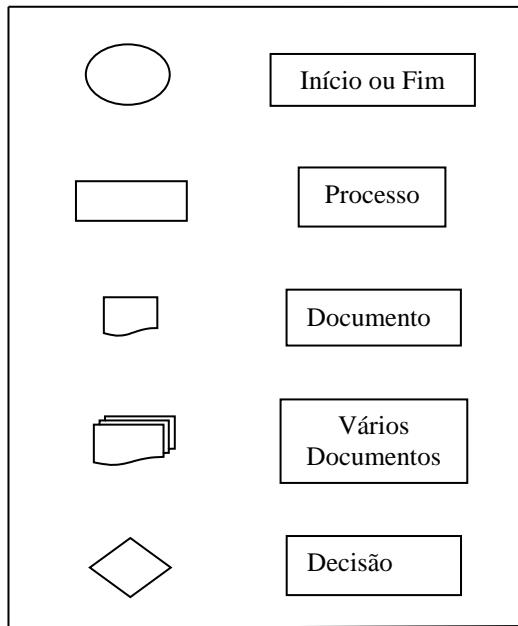 Início ou Fim
Processo
Documento
Vários
Documentos
Decisão